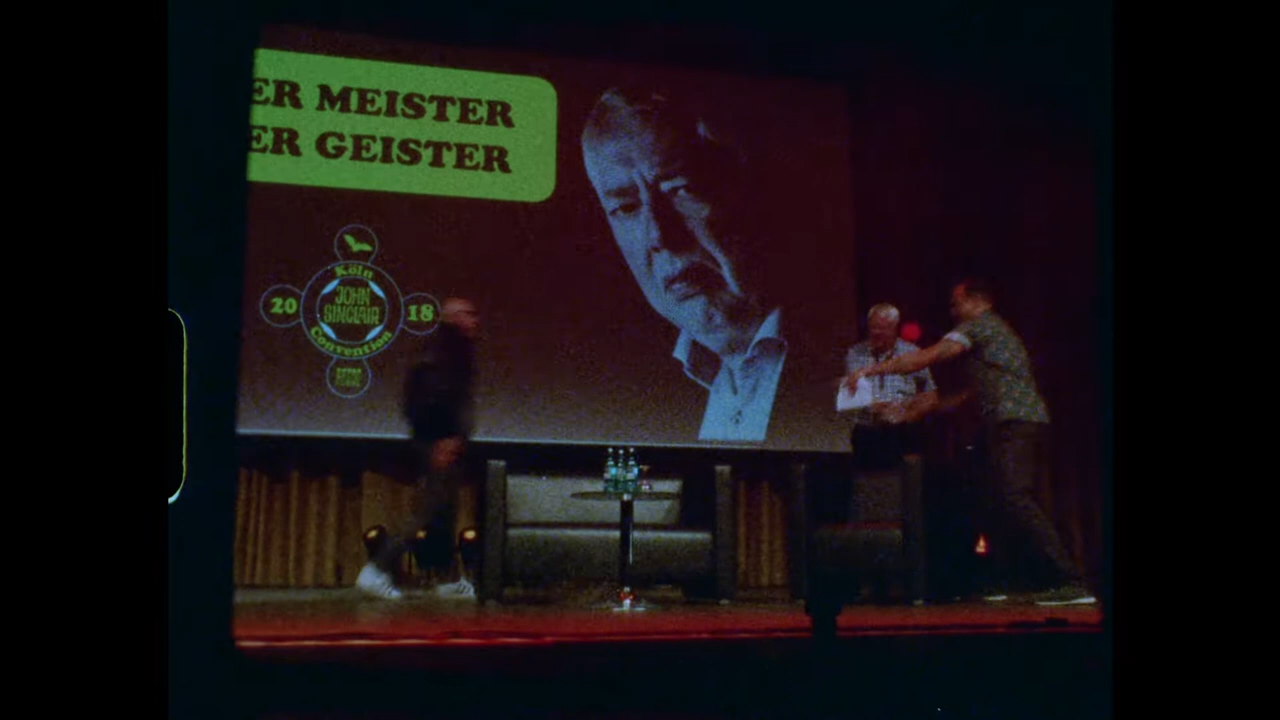 ER MEISTER
ER GEISTER
Köln
20
JOHN
SINCLAIR
18
Convention